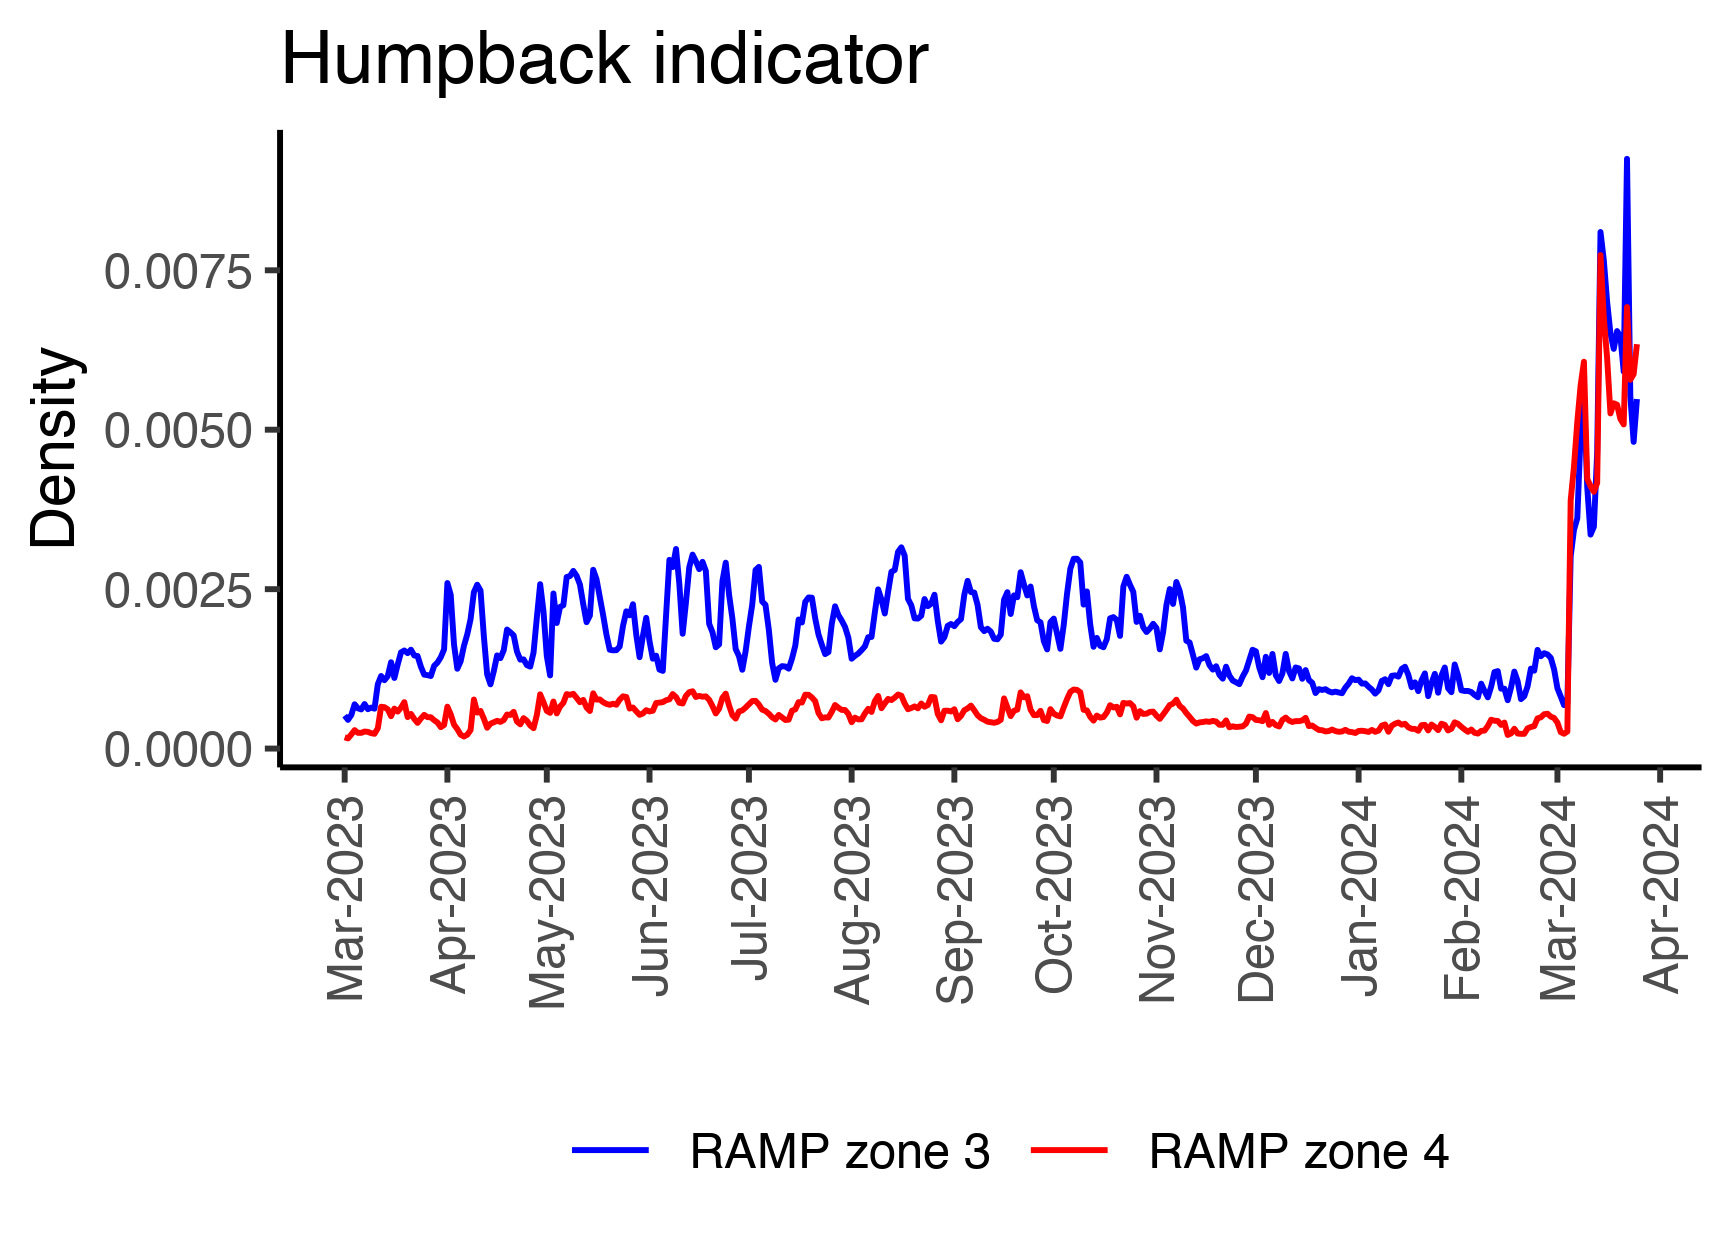 Humpback indicator
Density
0.0075
0.0050
0.0025
0.0000
Mar-2023
Apr-2023
May-2023
Jun-2023
Jul-2023
Aug-2023
Sep-2023
Oct-2023
Nov-2023
Dec-2023
Jan-2024
Feb-2024
Mar-2024
Apr-2024
RAMP zone 3
RAMP zone 4